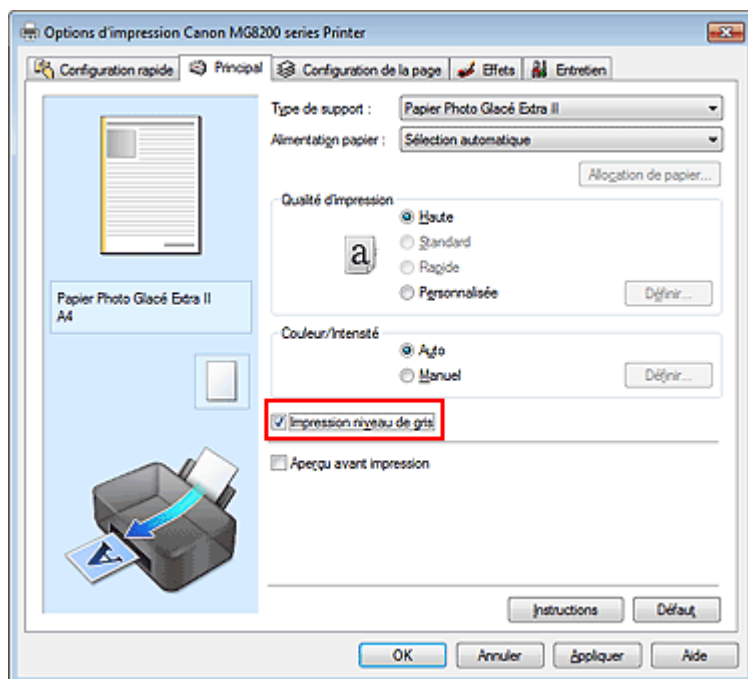 Options d'impression Canon MG8200 series Printer
Configuration rapide Principal Configuration de la page Effets Entretien
Type de support : Papier Photo Glacé Extra II
Alimentation papier : Sélection automatique
Allocation de papier...
Qualité d'impression
Haute
a Standard
Rapide
Personnalisée Définir...
Papier Photo Glacé Extra II
A4
Couleur/Intensité
Auto
Manuel Définir...
Impression niveau de gris
Aperçu avant impression
A
Instructions Défaut
OK Annuler Appliquer Aide